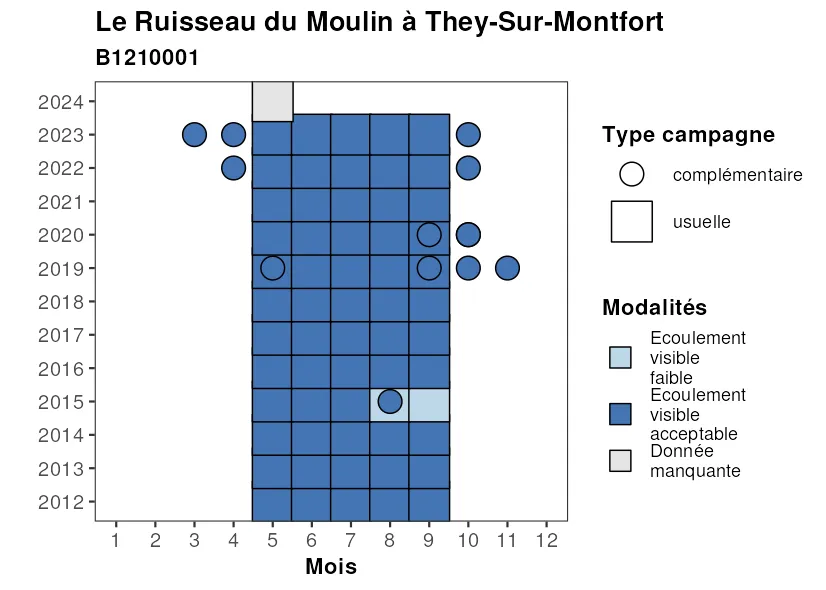 Le Ruisseau du Moulin à They-Sur-Montfort
B1210001
2024
2023
2022
2021
2020
2019
2018
2017
2016
2015
2014
2013
2012
1 2 3 4 5 6 7 8 9 10 11 12
Mois
Type campagne
complémentaire
usuelle
Modalités
Ecoulement
visible
faible
Ecoulement
visible
acceptable
Donnée
manquante